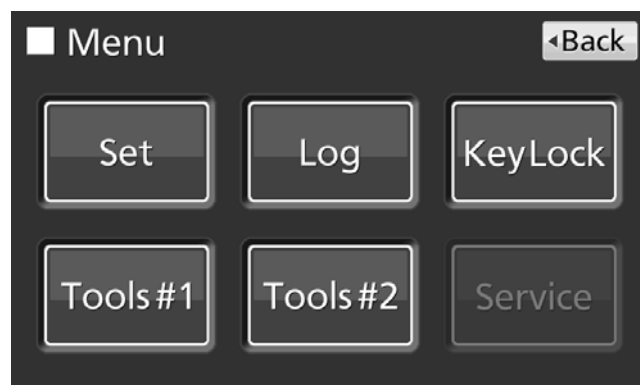 Menu
Back
Set
Log
KeyLock
Tools#1
Tools#2
Service